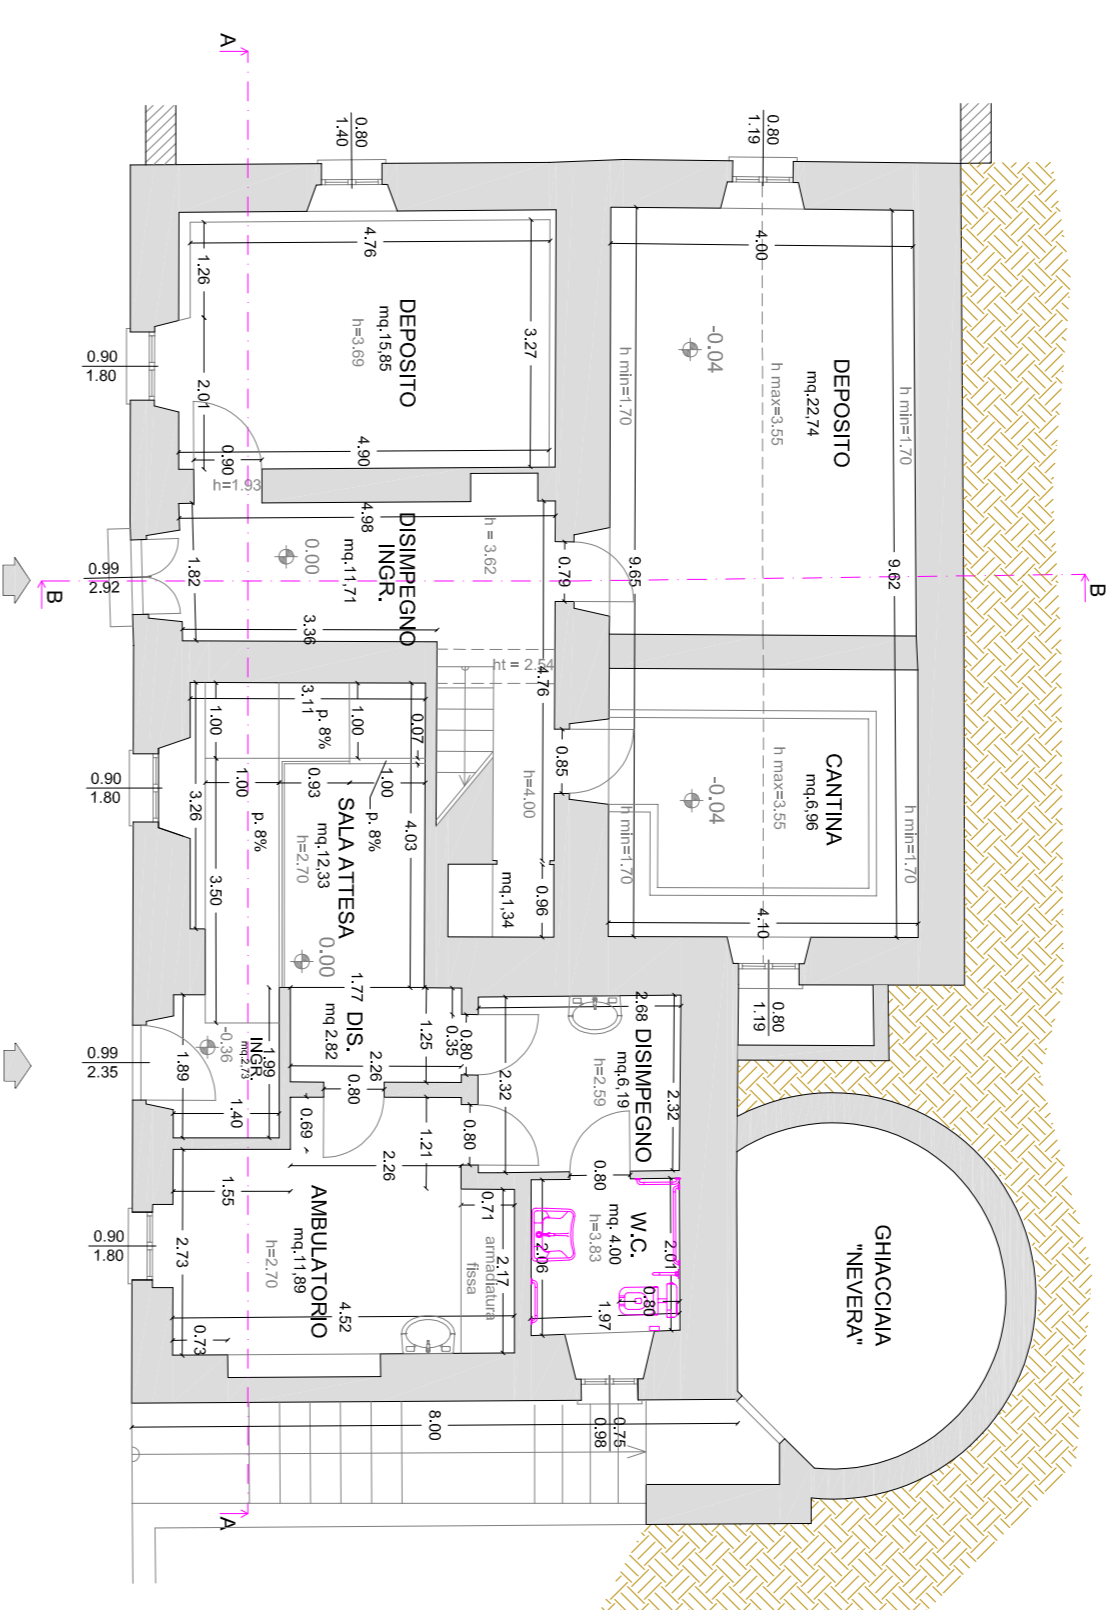 A
0.80
1.40
0.80
1.19
4.76
1.26
DEPOSITO
mq.15,85
h=3.69
3.27
2.01
4.90
0.90
h=1.93
0.90
1.80
4.00
-0.04
DEPOSITO
mq.22,74
h max=3.55
h min=1.70
h min=1.70
9.65
9.62
DISIMPEGNO
INGR.
mq.11,71
4.98
h = 3.62
0.00
1.82
3.36
0.79
0.99
2.92
B
B
ht = 2.54
4.76
0.85
h=4.00
0.96
mq.1,34
CANTINA
mq.6,96
h max=3.55
-0.04
h min=1.70
h min=1.70
4.10
0.80
1.19
3.11
p. 8%
1.00
1.00
0.07
1.00
0.93
1.00
p. 8%
p. 8%
4.03
SALA ATTESA
mq.12,33
h=2.70
0.00
3.26
3.50
0.90
1.80
1.77
DIS.
mq 2.82
1.25
0.35
0.80
2.26
0.80
INGR.
mq.2,73
-0.36
1.99
1.89
1.40
0.99
2.35
2.68
DISIMPEGNO
mq.6,19
h=2.59
2.32
2.32
0.80
0.80
0.69
1.21
2.26
1.55
AMBULATORIO
mq.11,89
h=2.70
2.73
4.52
0.73
0.71
armadiatura
fissa
2.17
0.90
1.80
W.C.
mq. 4.00
h=3.83
2.01
2.06
0.80
1.97
0.75
0.98
GHIACCIAIA
"NEVERA"
8.00
A